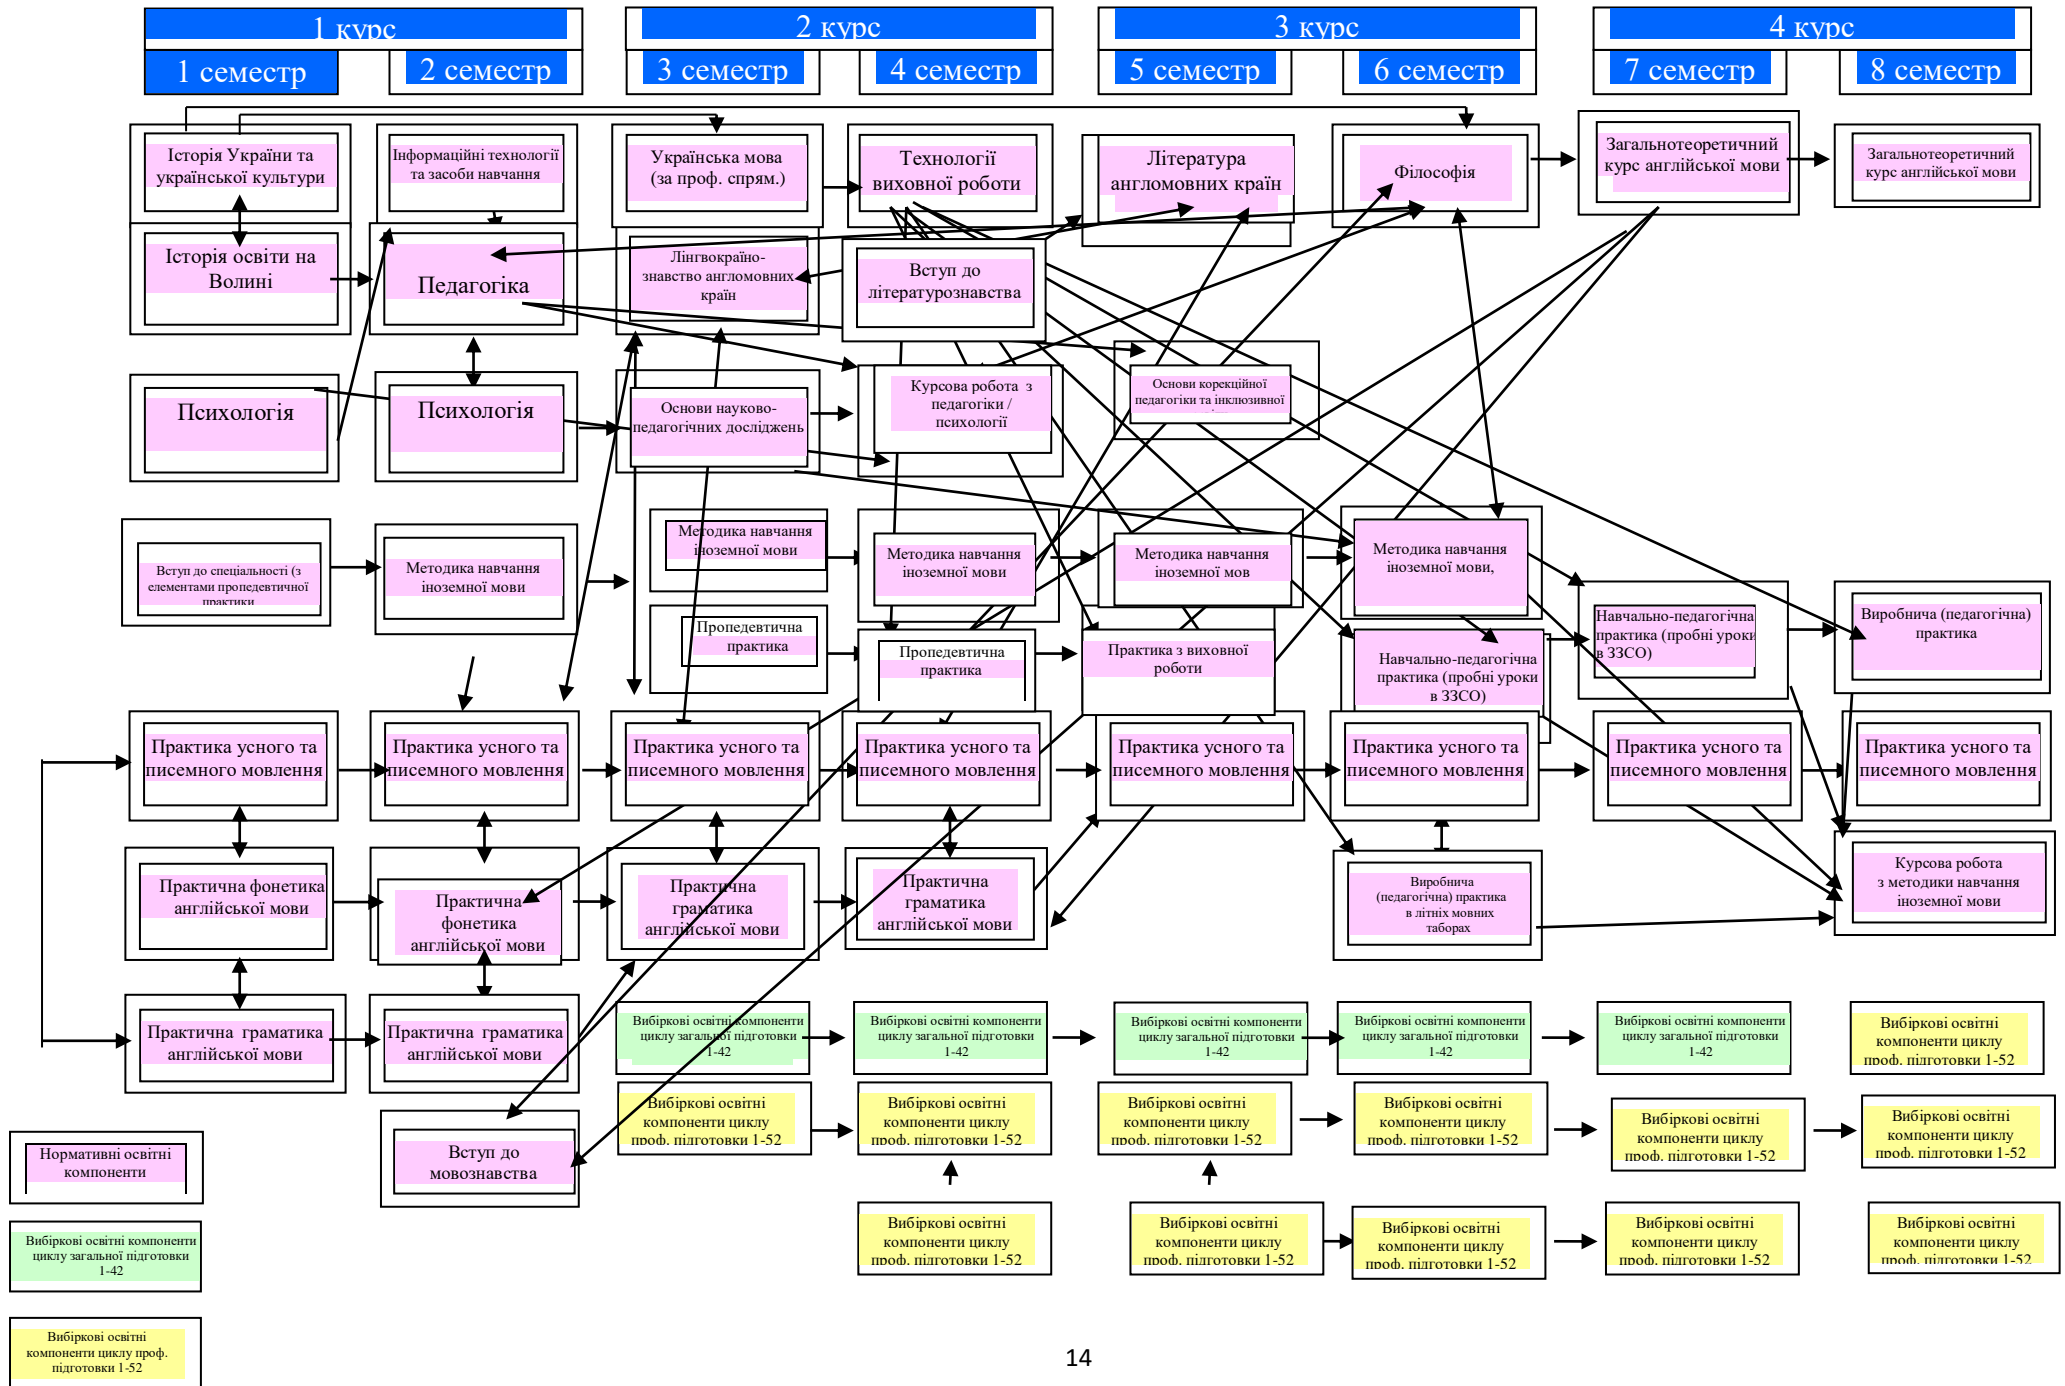 1 курс
2 курс
3 курс
4 курс
1 семестр
2 семестр
3 семестр
4 семестр
5 семестр
6 семестр
7 семестр
8 семестр
Історія України та
української культури
Інформаційні технології
та засоби навчання
Українська мова
(за проф. спрям.)
Технології
виховної роботи
Література
англомовних країн
Філософія
Загальнотеоретичний
курс англійської мови
Загальнотеоретичний
курс англійської мови
Історія освіти на
Волині
Педагогіка
Лінгвокраїно-
знавство англомовних
країн
Вступ до
літературознавства
Психологія
Психологія
Основи науково-
педагогічних досліджень
Курсова робота з
педагогіки /
психології
Основи корекційної
педагогіки та інклюзивної
Вступ до спеціальності (з
елементами пропедевтичної
практики
Методика навчання
іноземної мови
Методика навчання
іноземної мови
Методика навчання
іноземної мови
Методика навчання
іноземної мов
Методика навчання
іноземної мови,
Пропедевтична
практика
Пропедевтична
практика
Практика з виховної
роботи
Навчально-педагогічна
практика (пробні уроки
в ЗЗСО)
Навчально-педагогічна
практика (пробні уроки
в ЗЗСО)
Виробнича (педагогічна)
практика
Практика усного та
писемного мовлення
Практика усного та
писемного мовлення
Практика усного та
писемного мовлення
Практика усного та
писемного мовлення
Практика усного та
писемного мовлення
Практика усного та
писемного мовлення
Практика усного та
писемного мовлення
Практика усного та
писемного мовлення
Практична фонетика
англійської мови
Практична
фонетика
англійської мови
Практична
граматика
англійської мови
Практична
граматика
англійської мови
Виробнича
(педагогічна) практика
в літніх мовних
таборах
Курсова робота
з методики навчання
іноземної мови
Практична граматика
англійської мови
Практична граматика
англійської мови
Вибіркові освітні компоненти
циклу загальної підготовки
1-42
Вибіркові освітні компоненти
циклу загальної підготовки
1-42
Вибіркові освітні компоненти
циклу загальної підготовки
1-42
Вибіркові освітні компоненти
циклу загальної підготовки
1-42
Вибіркові освітні компоненти
циклу загальної підготовки
1-42
Вибіркові освітні
компоненти циклу
проф. підготовки 1-52
Вибіркові освітні
компоненти циклу
проф. підготовки 1-52
Вибіркові освітні
компоненти циклу
проф. підготовки 1-52
Вибіркові освітні
компоненти циклу
проф. підготовки 1-52
Вибіркові освітні
компоненти циклу
проф. підготовки 1-52
Вибіркові освітні
компоненти циклу
проф. підготовки 1-52
Вибіркові освітні
компоненти циклу
проф. підготовки 1-52
Вступ до
мовознавства
Вибіркові освітні
компоненти циклу
проф. підготовки 1-52
Вибіркові освітні
компоненти циклу
проф. підготовки 1-52
Вибіркові освітні
компоненти циклу
проф. підготовки 1-52
Вибіркові освітні
компоненти циклу
проф. підготовки 1-52
Вибіркові освітні
компоненти циклу
проф. підготовки 1-52
Нормативні освітні
компоненти
Вибіркові освітні компоненти
циклу загальної підготовки
1-42
Вибіркові освітні
компоненти циклу проф.
підготовки 1-52
14